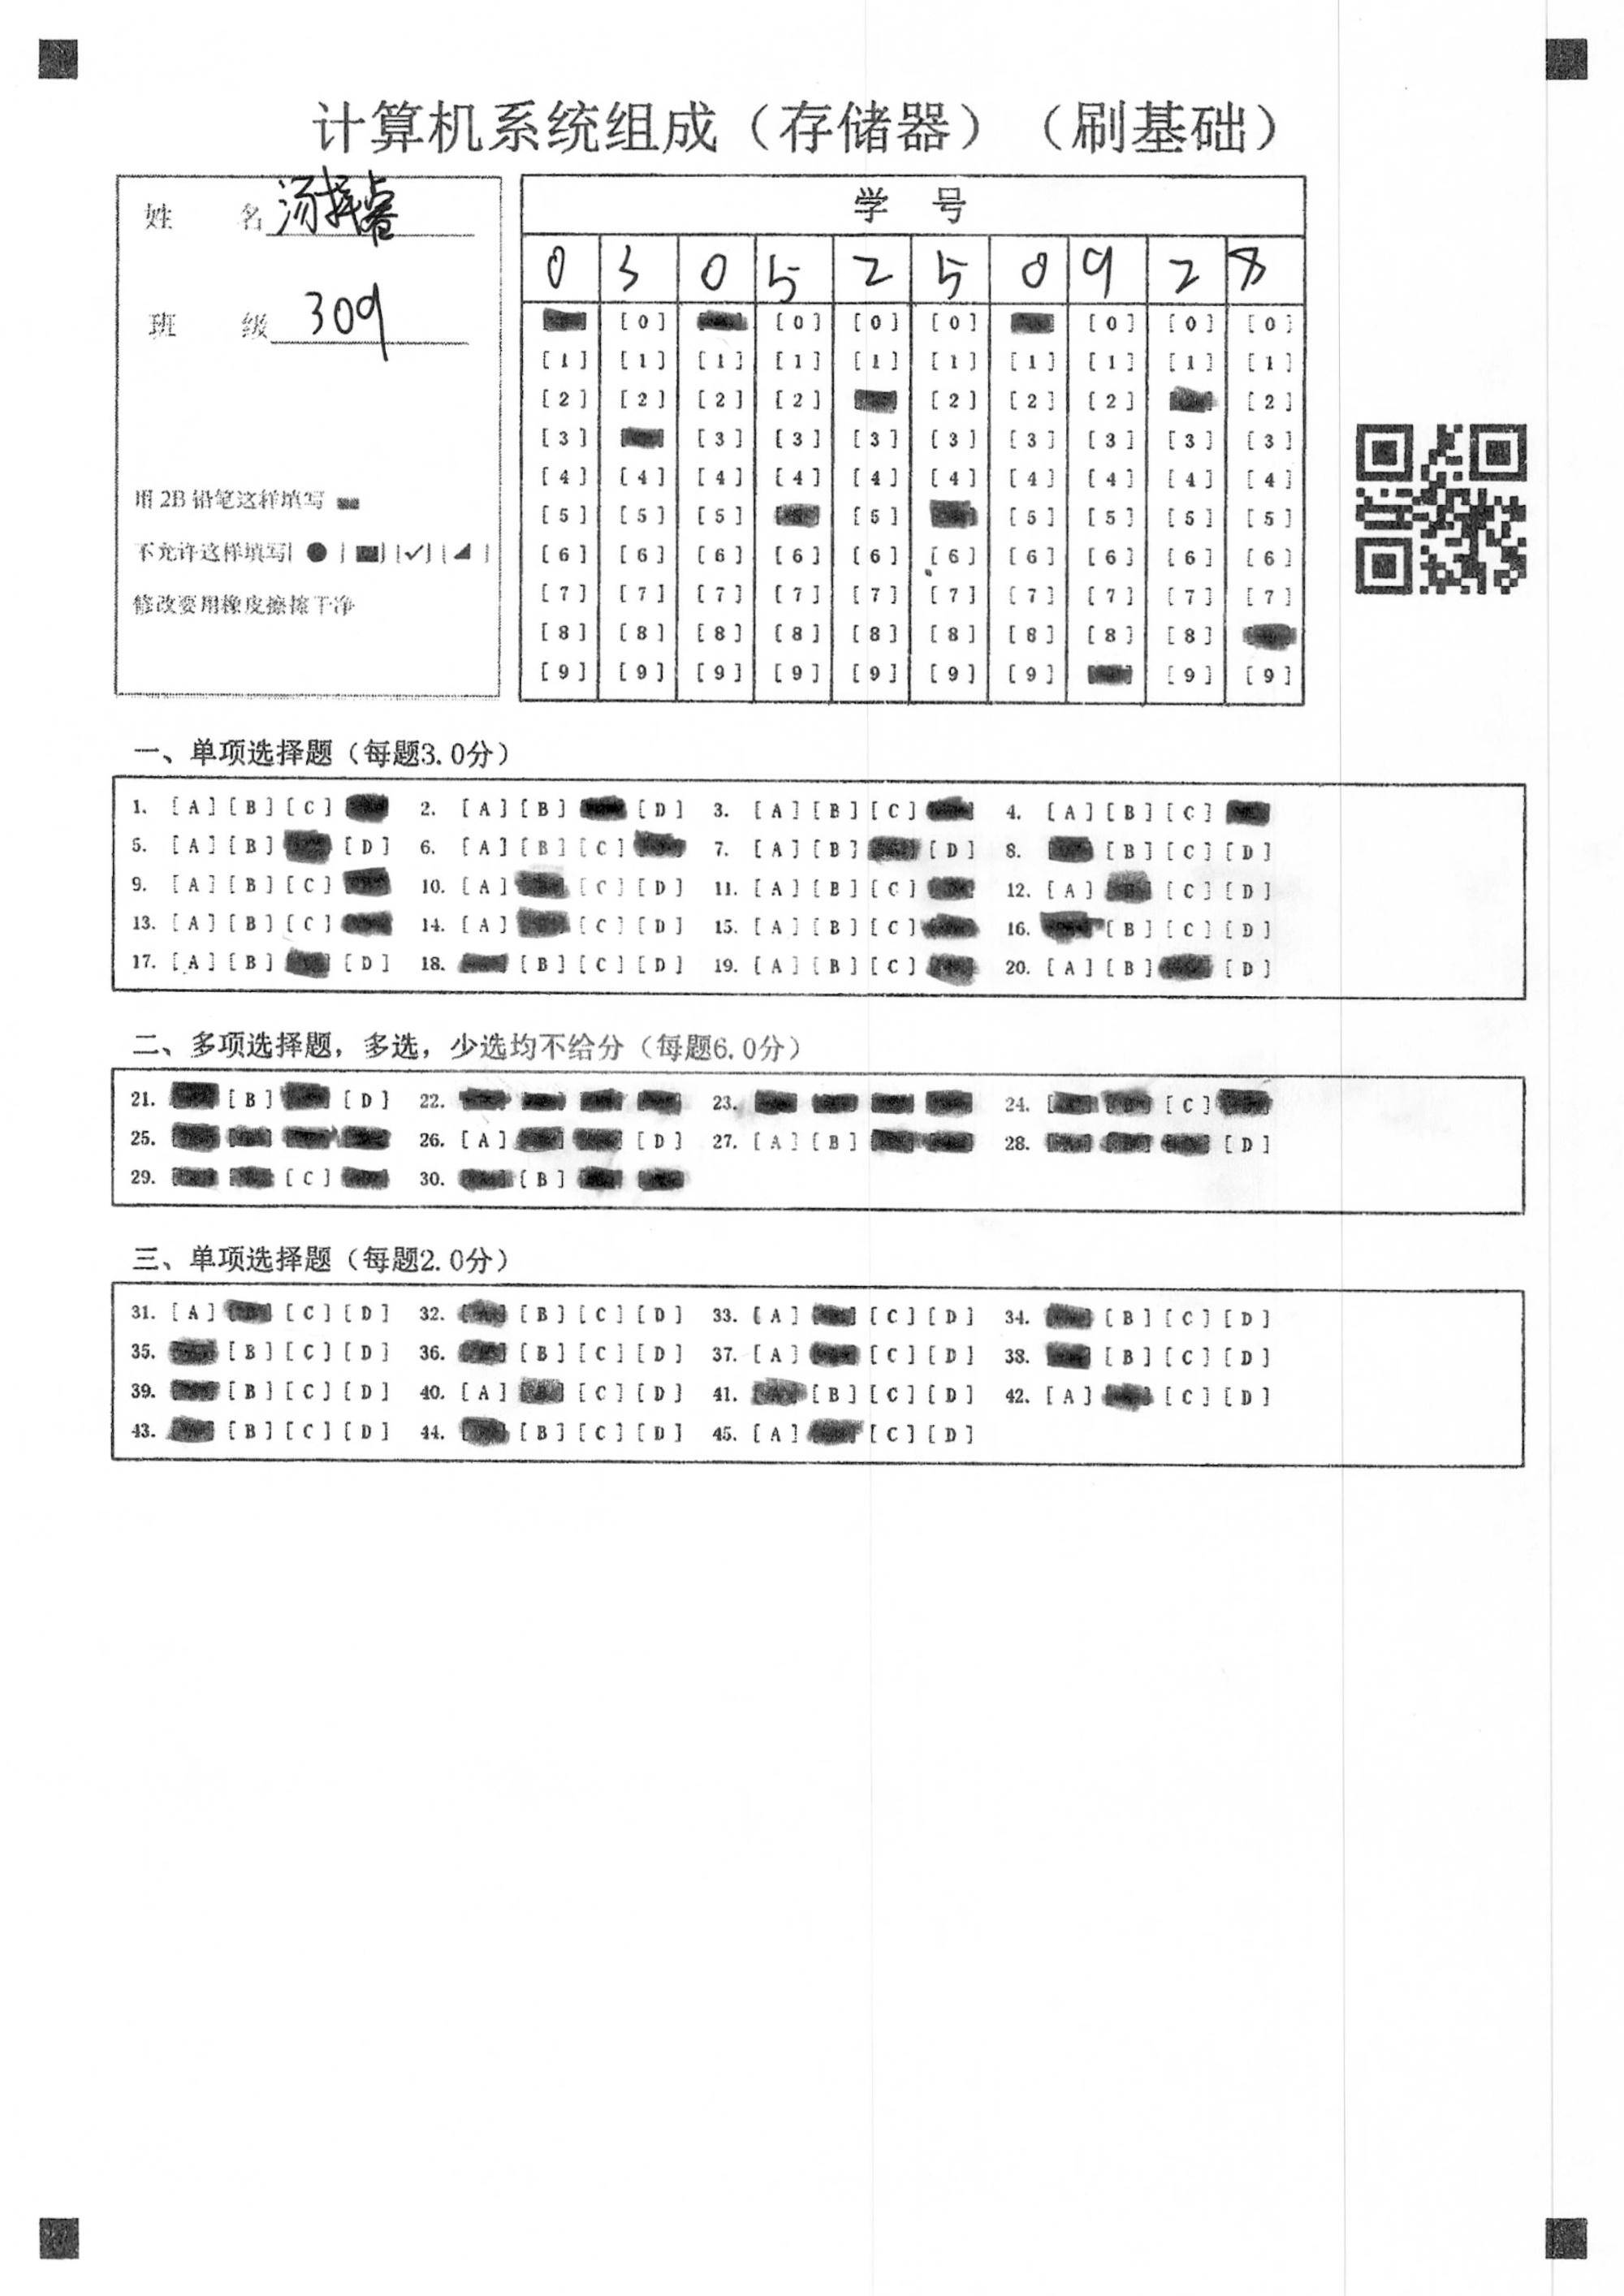 计算机系统组成（存储器）（刷基础）
姓 名 汤择睿
班 级 309
用 2B 铅笔这样填写
不允许这样填写[●] [■] [✓] [◢]
修改要用橡皮擦擦干净
学 号
0 3 0 5 2 5 0 9 2 8
[0] [0] [0] [0] [0] [0] [0]
[1] [1] [1] [1] [1] [1] [1] [1] [1] [1]
[2] [2] [2] [2] [2] [2] [2] [2]
[3] [3] [3] [3] [3] [3] [3] [3] [3]
[4] [4] [4] [4] [4] [4] [4] [4] [4] [4]
[5] [5] [5] [5] [5] [5] [5] [5]
[6] [6] [6] [6] [6] [6] [6] [6] [6] [6]
[7] [7] [7] [7] [7] [7] [7] [7] [7] [7]
[8] [8] [8] [8] [8] [8] [8] [8] [8]
[9] [9] [9] [9] [9] [9] [9] [9] [9]
一、单项选择题（每题3.0分）
1. [A] [B] [C] 2. [A] [B] [D] 3. [A] [B] [C] 4. [A] [B] [C]
5. [A] [B] [D] 6. [A] [B] [C] 7. [A] [B] [D] 8. [B] [C] [D]
9. [A] [B] [C] 10. [A] [C] [D] 11. [A] [B] [C] 12. [A] [C] [D]
13. [A] [B] [C] 14. [A] [C] [D] 15. [A] [B] [C] 16. [B] [C] [D]
17. [A] [B] [D] 18. [B] [C] [D] 19. [A] [B] [C] 20. [A] [B] [D]
二、多项选择题，多选，少选均不给分（每题6.0分）
21. [B] [D] 22. 23. 24. [C]
25. 26. [A] [D] 27. [A] [B] 28. [D]
29. [C] 30. [B]
三、单项选择题（每题2.0分）
31. [A] [C] [D] 32. [B] [C] [D] 33. [A] [C] [D] 34. [B] [C] [D]
35. [B] [C] [D] 36. [B] [C] [D] 37. [A] [C] [D] 38. [B] [C] [D]
39. [B] [C] [D] 40. [A] [C] [D] 41. [B] [C] [D] 42. [A] [C] [D]
43. [B] [C] [D] 44. [B] [C] [D] 45. [A] [C] [D]